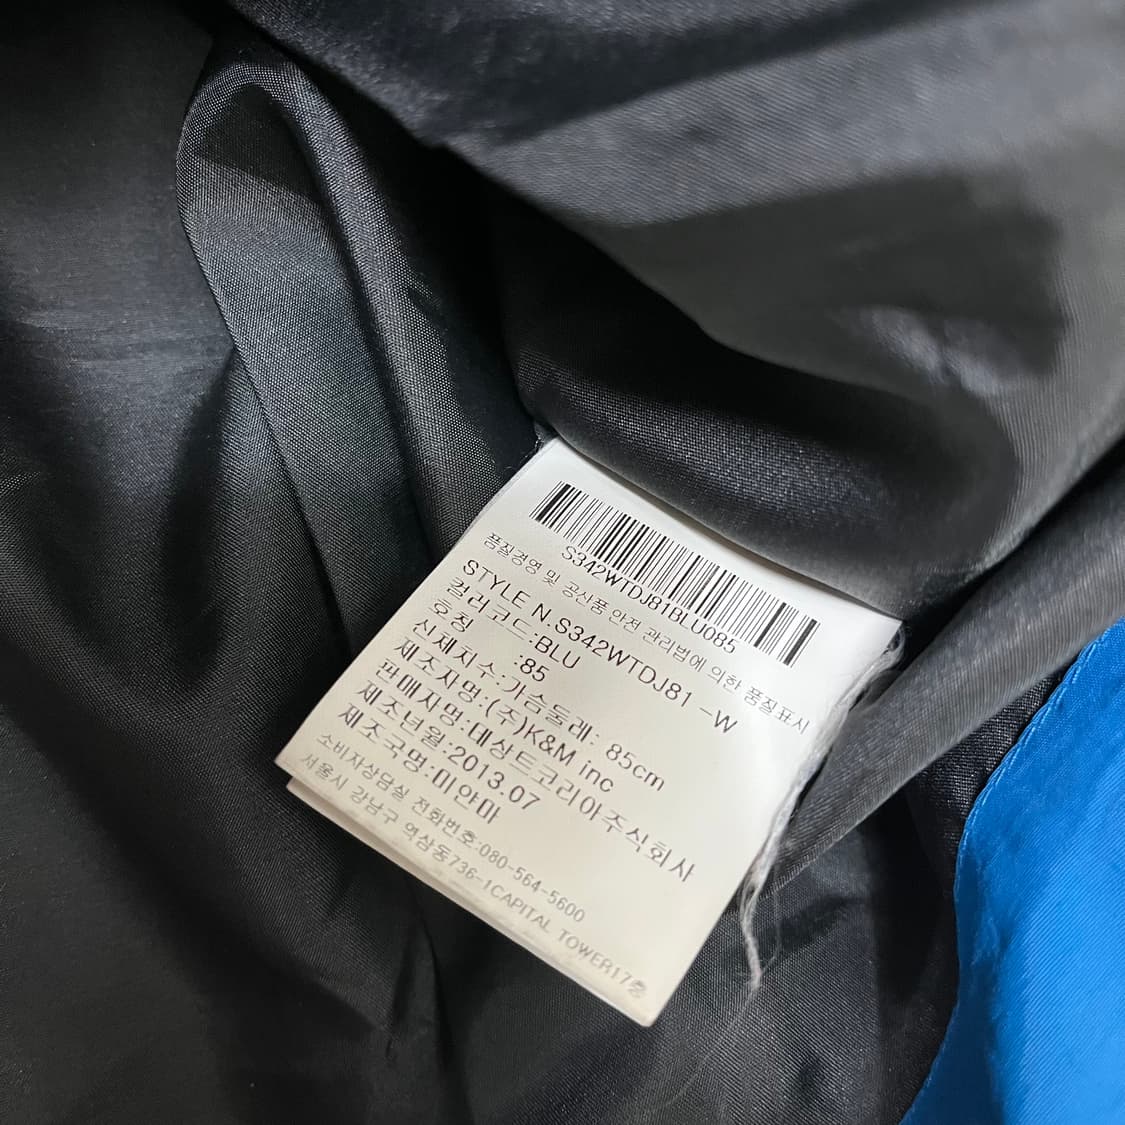 S342WTDJ81BLU085
품질경영 및 공산품 안전 관리법에 의한 품질표시
STYLE N.S342WTDJ81 -W
컬러코드:BLU
호칭 :85
신체치수:가슴둘레: 85cm
제조자명:(주)K&M inc
판매자명:데상트코리아주식회사
제조년월:2013.07
제조국명:미얀마
소비자상담실 전화번호:080-564-5600
서울시 강남구 역삼동736-1CAPITAL TOWER17층